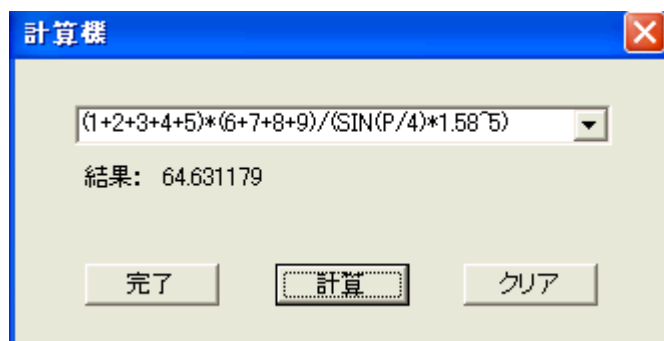 計算機
(1+2+3+4+5)*(6+7+8+9)/(SIN(P/4)*1.58^5)
結果: 64.631179
完了 計算 クリア